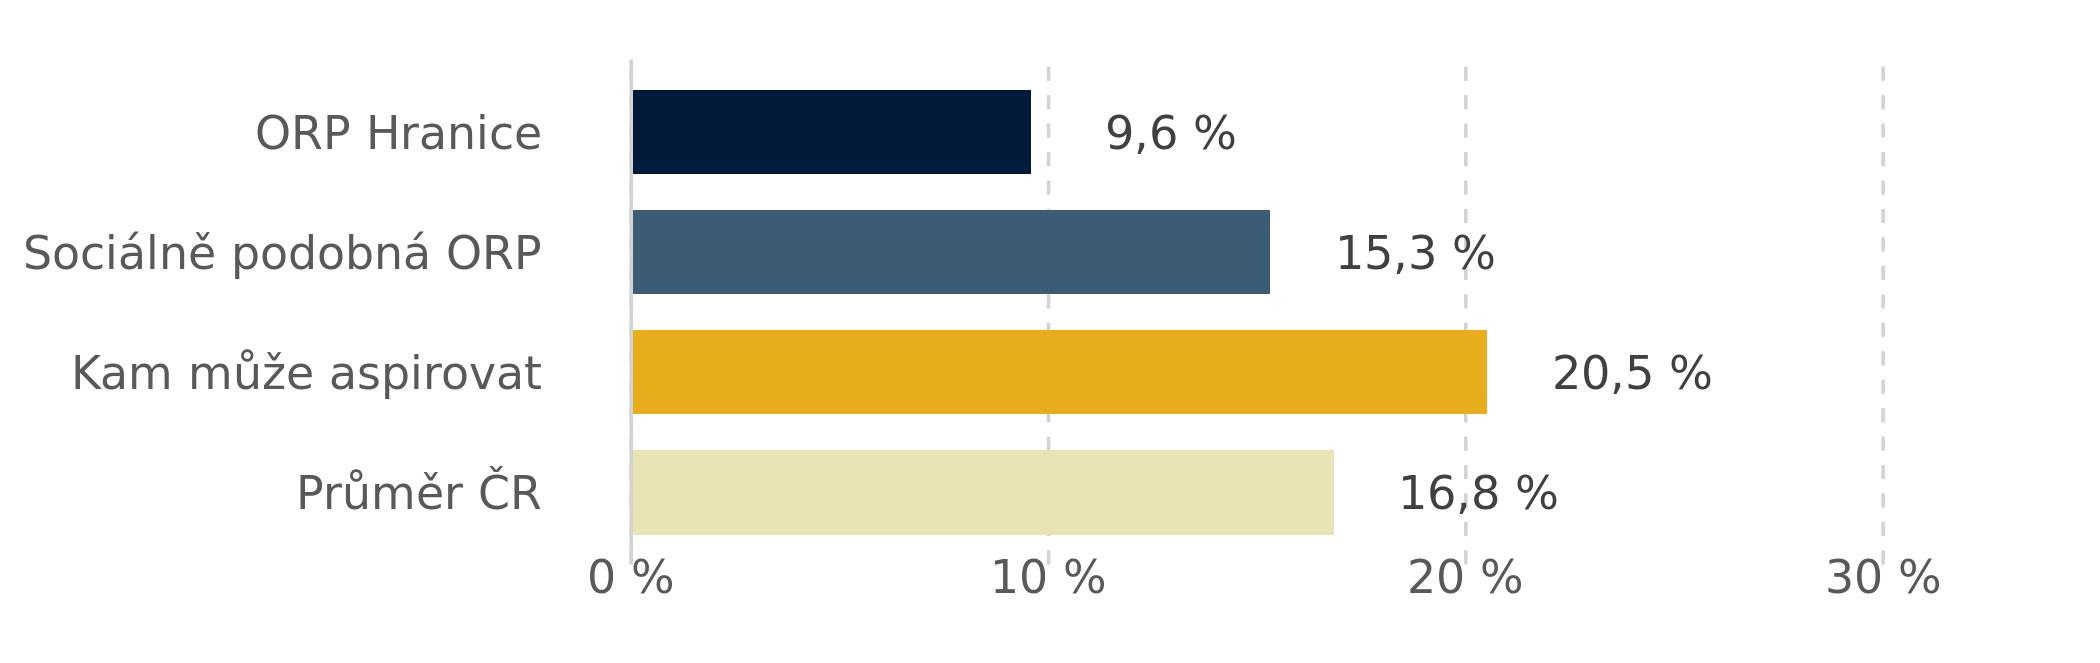 ORP Hranice 9,6 %
Sociálně podobná ORP 15,3 %
Kam může aspirovat 20,5 %
Průměr ČR 16,8 %
0 % 10 % 20 % 30 %